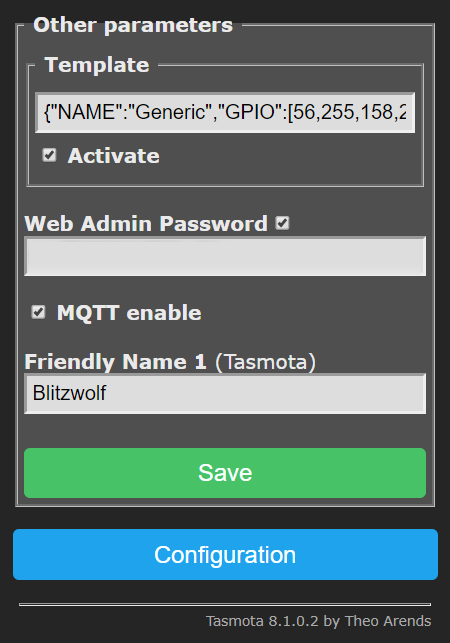 Other parameters
Template
{"NAME":"Generic","GPIO":[56,255,158,2
Activate
Web Admin Password
MQTT enable
Friendly Name 1 (Tasmota)
Blitzwolf
Save
Configuration
Tasmota 8.1.0.2 by Theo Arends